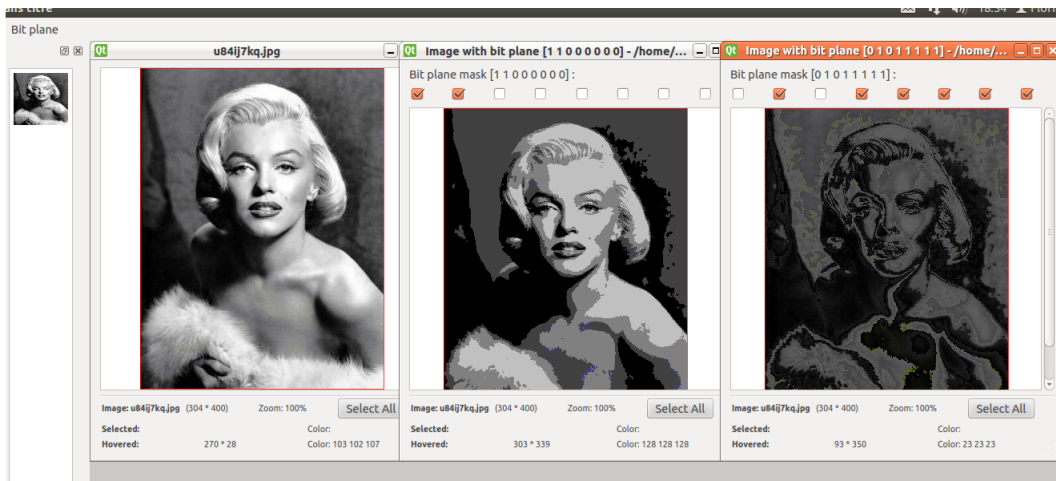 18:34
Bit plane
u84ij7kq.jpg
Image with bit plane [1 1 0 0 0 0 0 0] - /home/...
Image with bit plane [0 1 0 1 1 1 1 1] - /home/...
Bit plane mask [1 1 0 0 0 0 0 0] :
Bit plane mask [0 1 0 1 1 1 1 1] :
Image: u84ij7kq.jpg (304 * 400) Zoom: 100% Select All
Selected: Color:
Hovered: 270 * 28 Color: 103 102 107
Image: u84ij7kq.jpg (304 * 400) Zoom: 100% Select All
Selected: Color:
Hovered: 303 * 339 Color: 128 128 128
Image: u84ij7kq.jpg (304 * 400) Zoom: 100% Select All
Selected: Color:
Hovered: 93 * 350 Color: 23 23 23